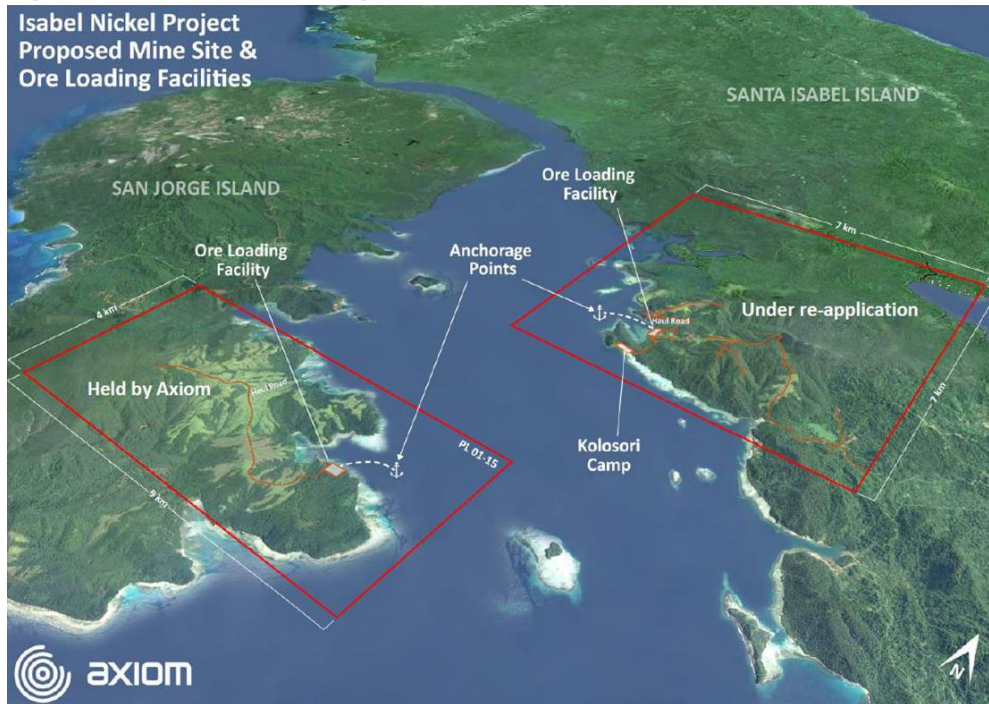 Isabel Nickel Project
Proposed Mine Site &
Ore Loading Facilities
SANTA ISABEL ISLAND
SAN JORGE ISLAND
Ore Loading
Facility
7 km
Ore Loading
Facility
Anchorage
Points
4 km
Haul Road
Under re-application
Held by Axiom
Haul Road
7 km
Kolosori
Camp
PL 01-15
9 km
axiom
N